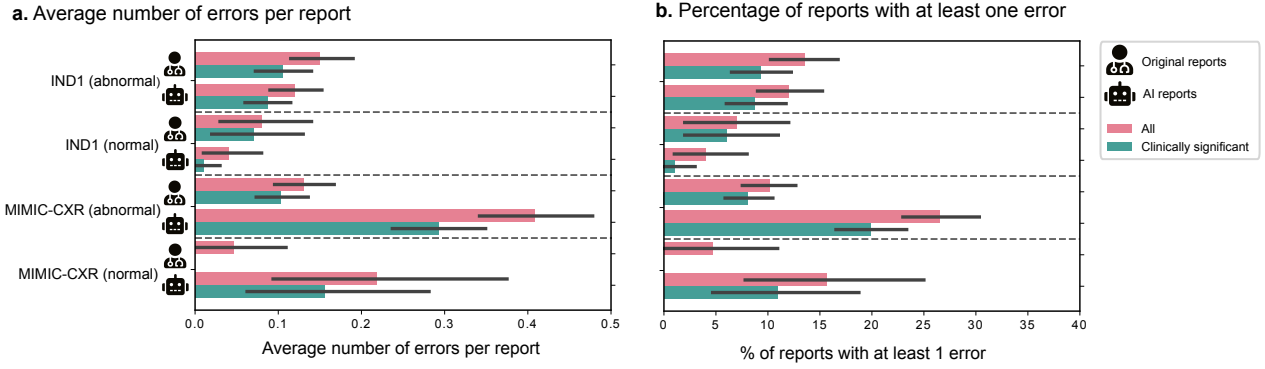 a. Average number of errors per report
IND1 (abnormal)
IND1 (normal)
MIMIC-CXR (abnormal)
MIMIC-CXR (normal)
0.0 0.1 0.2 0.3 0.4 0.5
Average number of errors per report
b. Percentage of reports with at least one error
0 5 10 15 20 25 30 35 40
% of reports with at least 1 error
Original reports
AI reports
All
Clinically significant